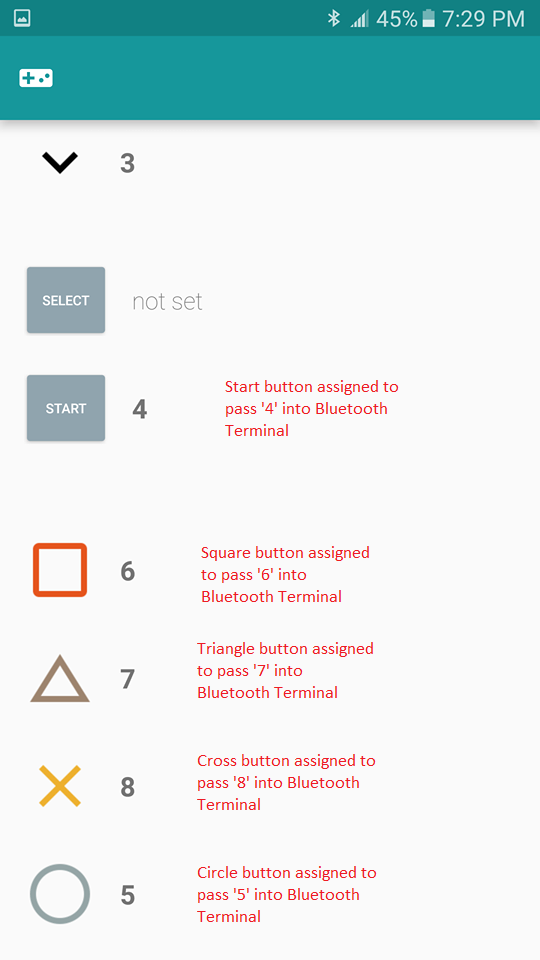 45% 7:29 PM
3
SELECT not set
START 4
Start button assigned to
pass '4' into Bluetooth
Terminal
6
Square button assigned
to pass '6' into
Bluetooth Terminal
7
Triangle button assigned
to pass '7' into
Bluetooth Terminal
8
Cross button assigned to
pass '8' into Bluetooth
Terminal
5
Circle button assigned to
pass '5' into Bluetooth
Terminal